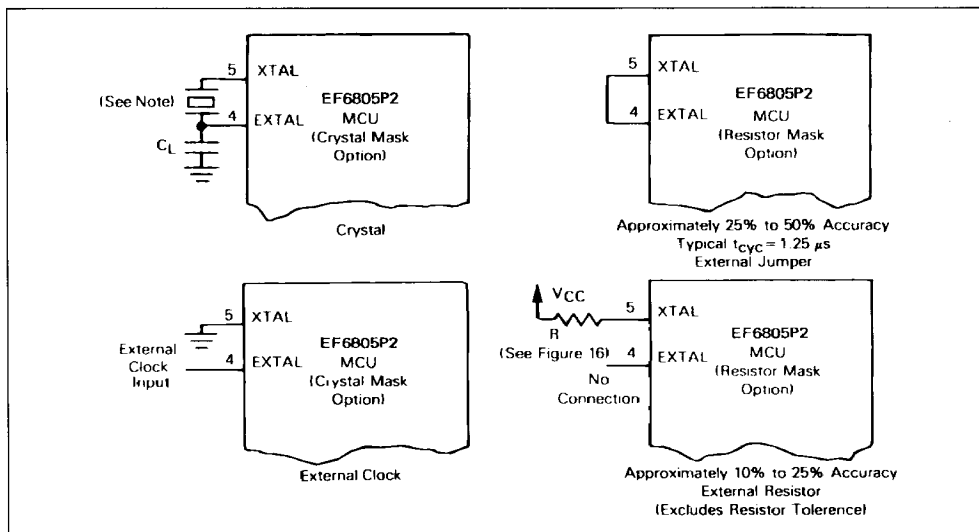 5
XTAL
(See Note)
4
EXTAL
CL
EF6805P2
MCU
(Crystal Mask
Option)
Crystal
5
XTAL
4
EXTAL
EF6805P2
MCU
(Resistor Mask
Option)
Approximately 25% to 50% Accuracy
Typical tcyc = 1.25 µs
External Jumper
5
XTAL
External
Clock
Input
4
EXTAL
EF6805P2
MCU
(Crystal Mask
Option)
External Clock
VCC
5
XTAL
R
(See Figure 16)
4
EXTAL
No
Connection
EF6805P2
MCU
(Resistor Mask
Option)
Approximately 10% to 25% Accuracy
External Resistor
(Excludes Resistor Tolerence)